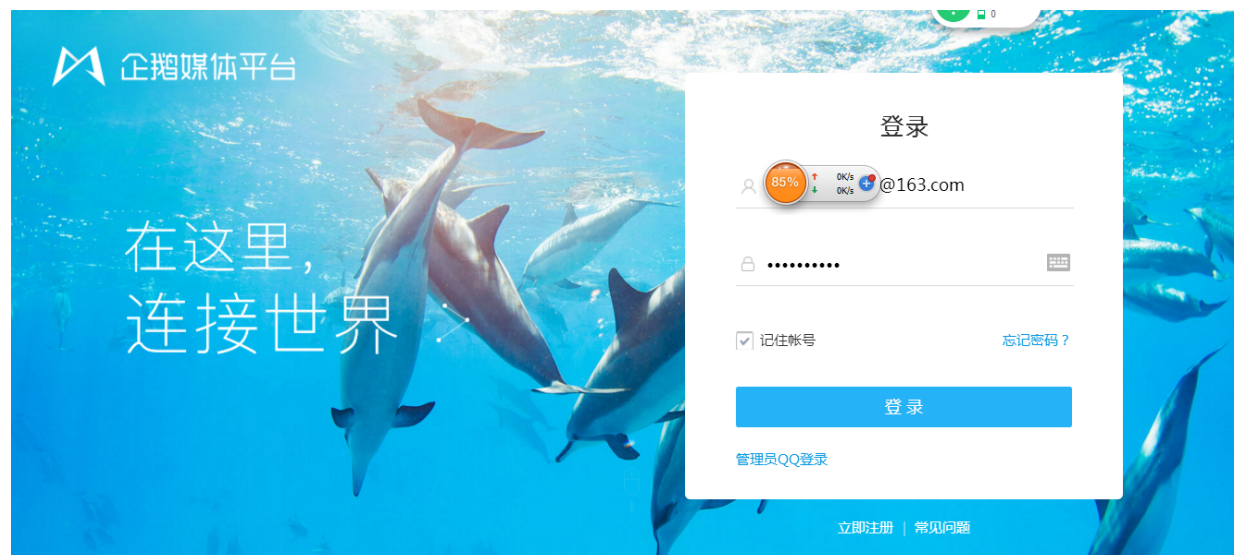 0
企鹅媒体平台
在这里,
连接世界
登录
85% 0K/s
0K/s
@163.com
••••••••••
记住帐号 忘记密码?
登 录
管理员QQ登录
立即注册 | 常见问题